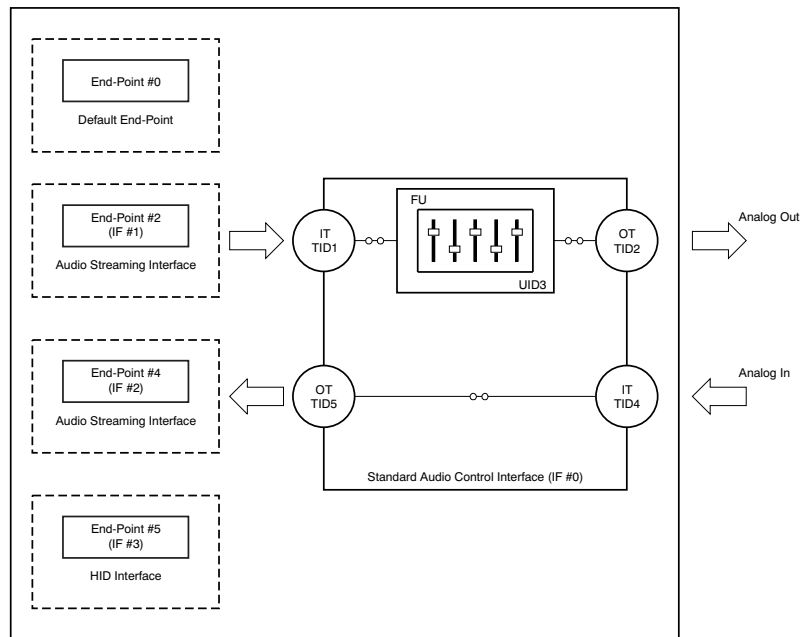 End-Point #0
Default End-Point
End-Point #2
(IF #1)
Audio Streaming Interface
End-Point #4
(IF #2)
Audio Streaming Interface
End-Point #5
(IF #3)
HID Interface
IT
TID1
FU
UID3
OT
TID2
Analog Out
OT
TID5
IT
TID4
Analog In
Standard Audio Control Interface (IF #0)